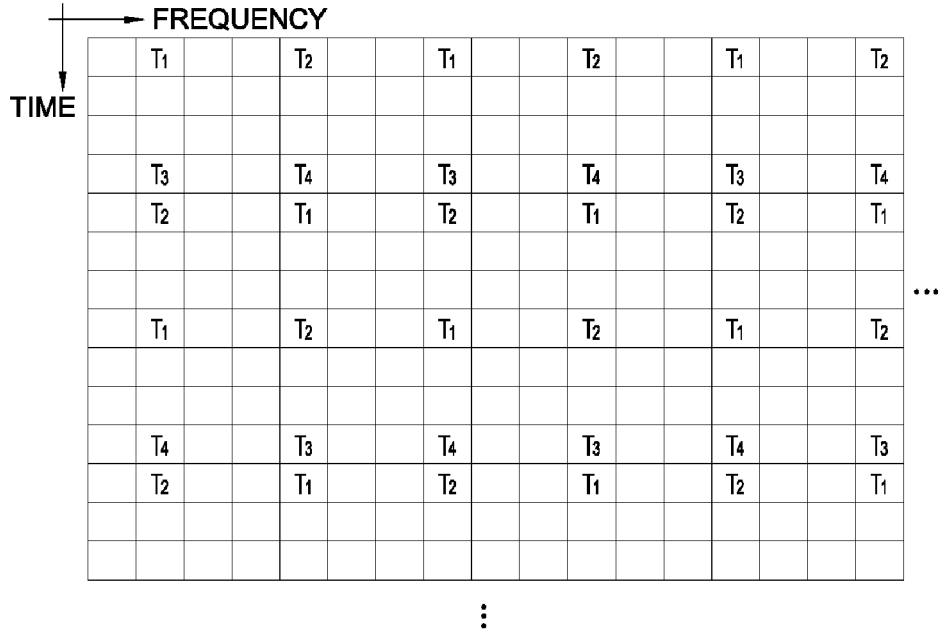 FREQUENCY
TIME
T1 T2 T1 T2 T1 T2
T3 T4 T3 T4 T3 T4
T2 T1 T2 T1 T2 T1
...
T1 T2 T1 T2 T1 T2
T4 T3 T4 T3 T4 T3
T2 T1 T2 T1 T2 T1
⋮